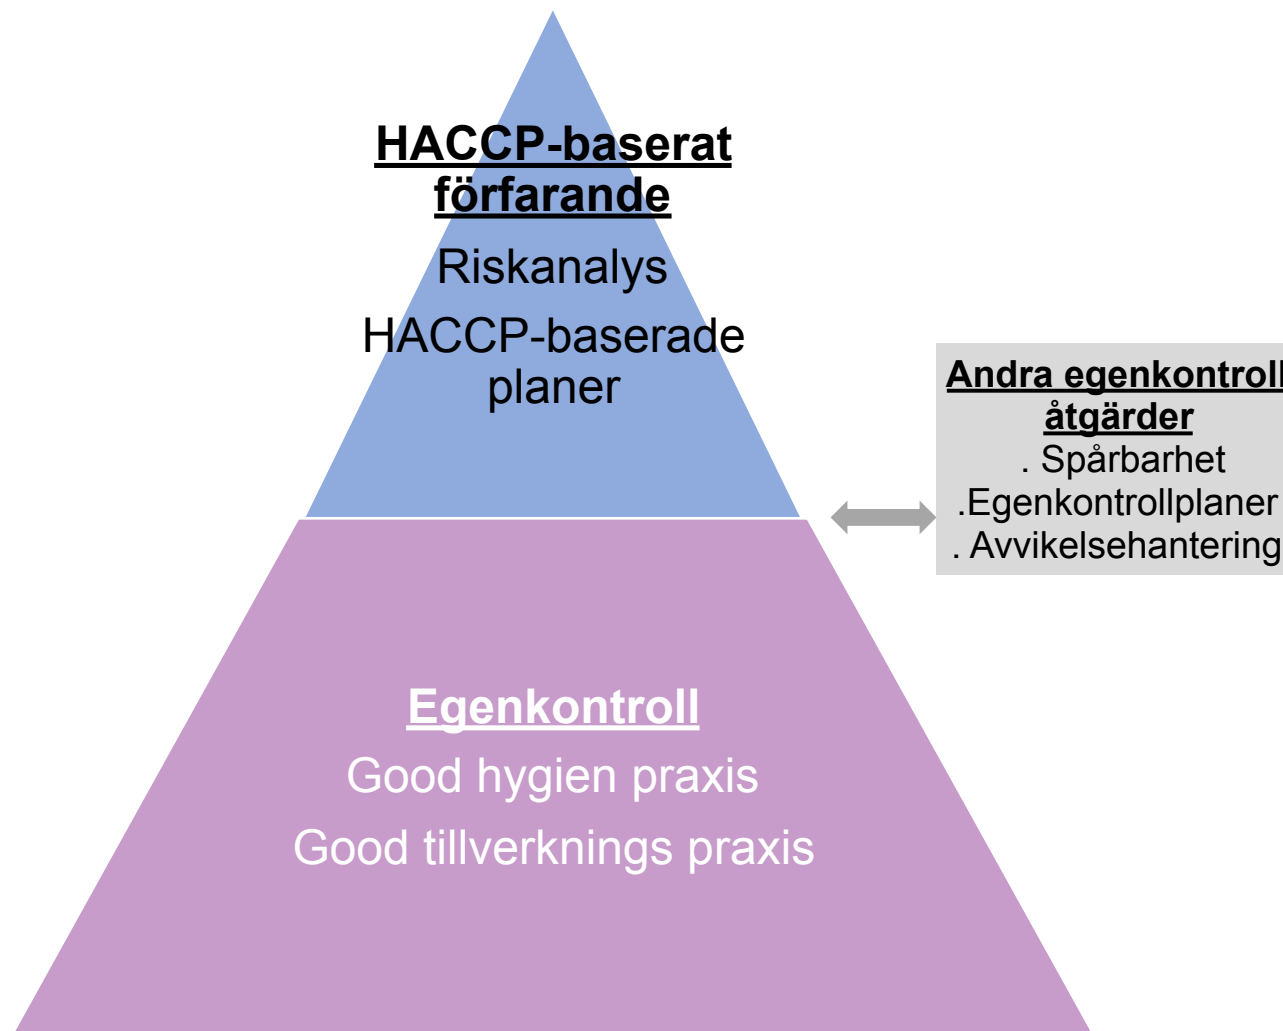 HACCP-baserat
förfarande
Riskanalys
HACCP-baserade
planer
Andra egenkontroll
åtgärder
. Spårbarhet
.Egenkontrollplaner
. Avvikelsehantering
Egenkontroll
Good hygien praxis
Good tillverknings praxis